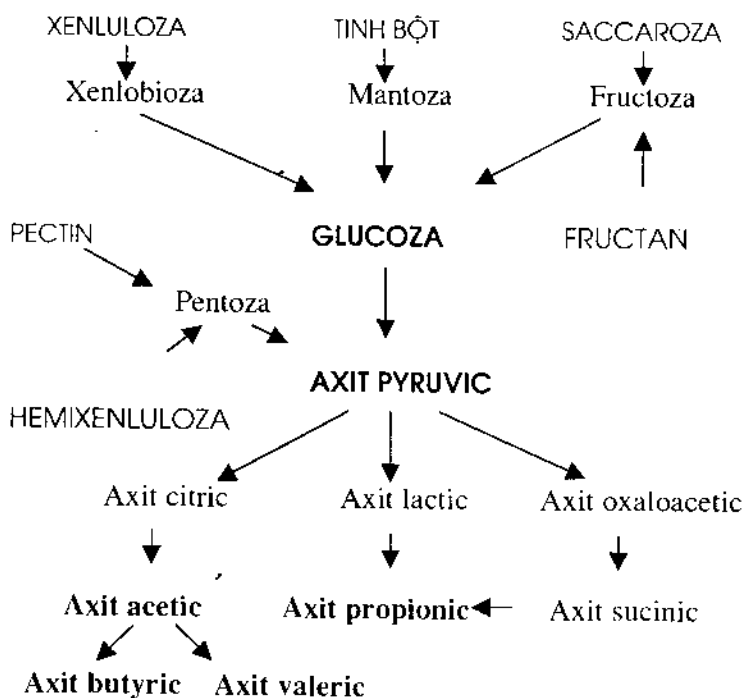 XENLULOZA TINH BỘT SACCAROZA
Xenlobioza Mantoza Fructoza
PECTIN GLUCOZA FRUCTAN
Pentoza
AXIT PYRUVIC
HEMIXENLULOZA
Axit citric Axit lactic Axit oxaloacetic
Axit acetic Axit propionic Axit sucinic
Axit butyric Axit valeric